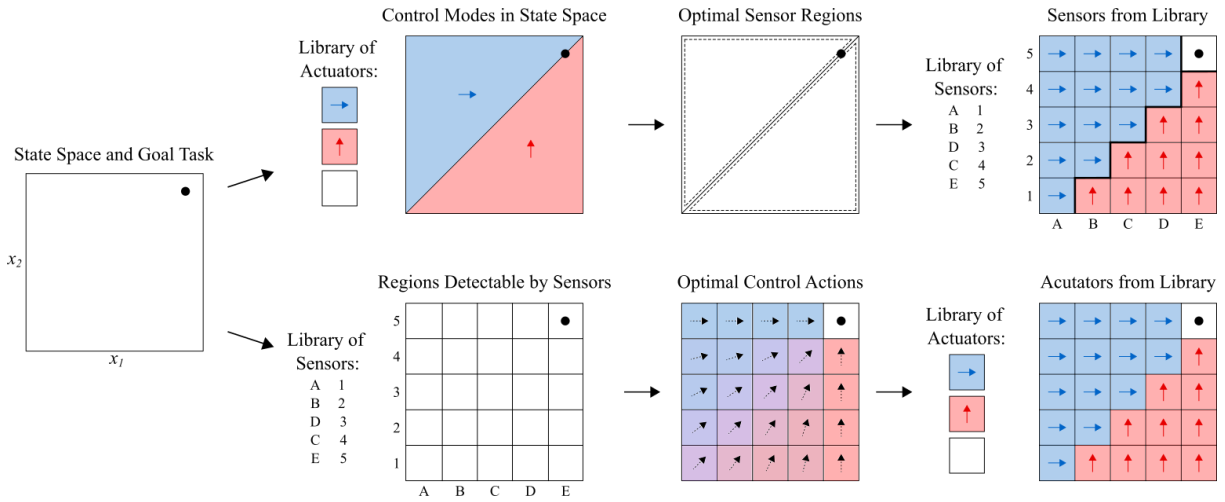 Control Modes in State Space
Optimal Sensor Regions
Sensors from Library
Library of
Actuators:
Library of
Sensors:
A 1
B 2
D 3
C 4
E 5
5
4
3
2
1
A B C D E
State Space and Goal Task
x2
x1
Regions Detectable by Sensors
Optimal Control Actions
Acutators from Library
Library of
Sensors:
A 1
B 2
D 3
C 4
E 5
5
4
3
2
1
A B C D E
Library of
Actuators: